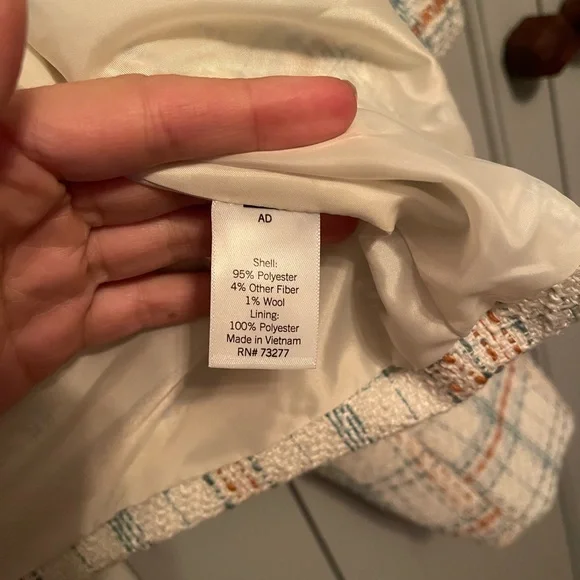 AD
Shell:
95% Polyester
4% Other Fiber
1% Wool
Lining:
100% Polyester
Made in Vietnam
RN# 73277